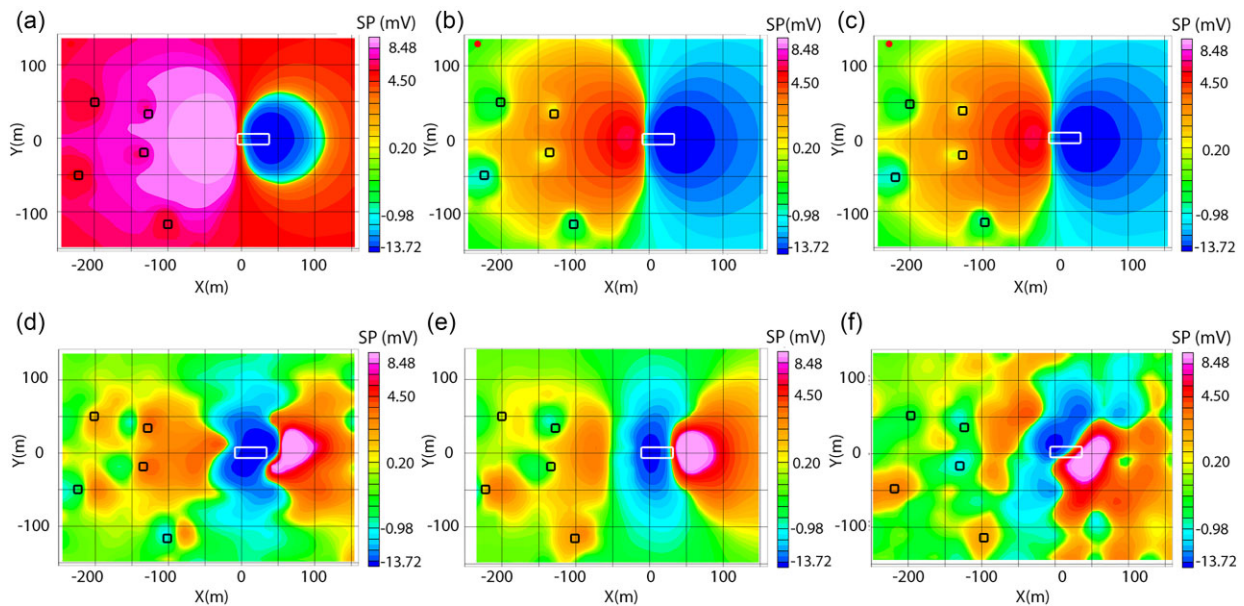 (a) SP (mV) (b) SP (mV) (c) SP (mV)
8.48 8.48 8.48
100 100 100
4.50 4.50 4.50
Y(m) 0 Y(m) 0 Y(m) 0
0.20 0.20 0.20
-100 -100 -100
-0.98 -0.98 -0.98
-13.72 -13.72 -13.72
-200 -100 0 100 -200 -100 0 100 -200 -100 0 100
X(m) X(m) X(m)
(d) SP (mV) (e) SP (mV) (f) SP (mV)
8.48 8.48 8.48
100 100 100
4.50 4.50 4.50
Y(m) 0 Y(m) 0 Y(m) 0
0.20 0.20 0.20
-100 -100 -100
-0.98 -0.98 -0.98
-13.72 -13.72 -13.72
-200 -100 0 100 -200 -100 0 100 -200 -100 0 100
X(m) X(m) X(m)